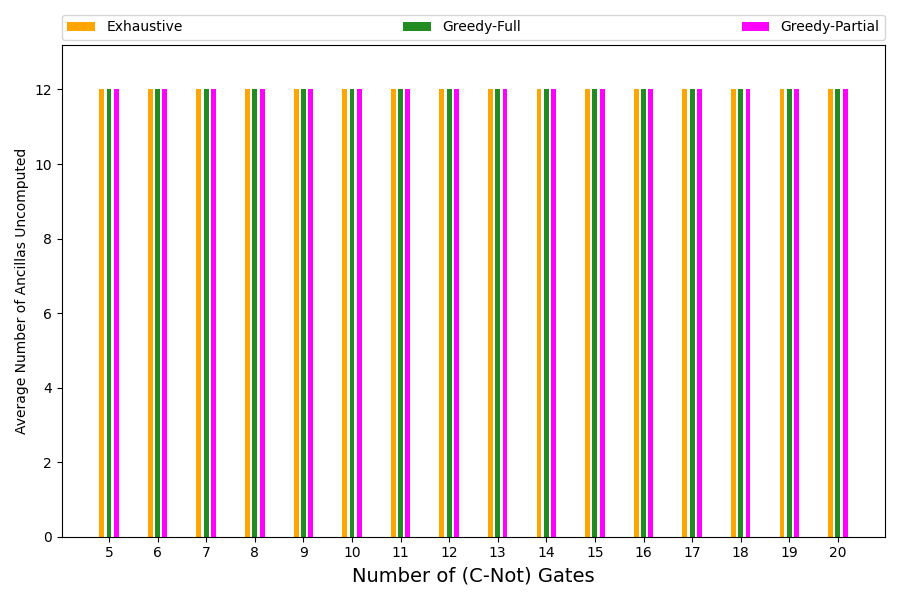 Exhaustive Greedy-Full Greedy-Partial
Average Number of Ancillas Uncomputed
12
10
8
6
4
2
0
5 6 7 8 9 10 11 12 13 14 15 16 17 18 19 20
Number of (C-Not) Gates